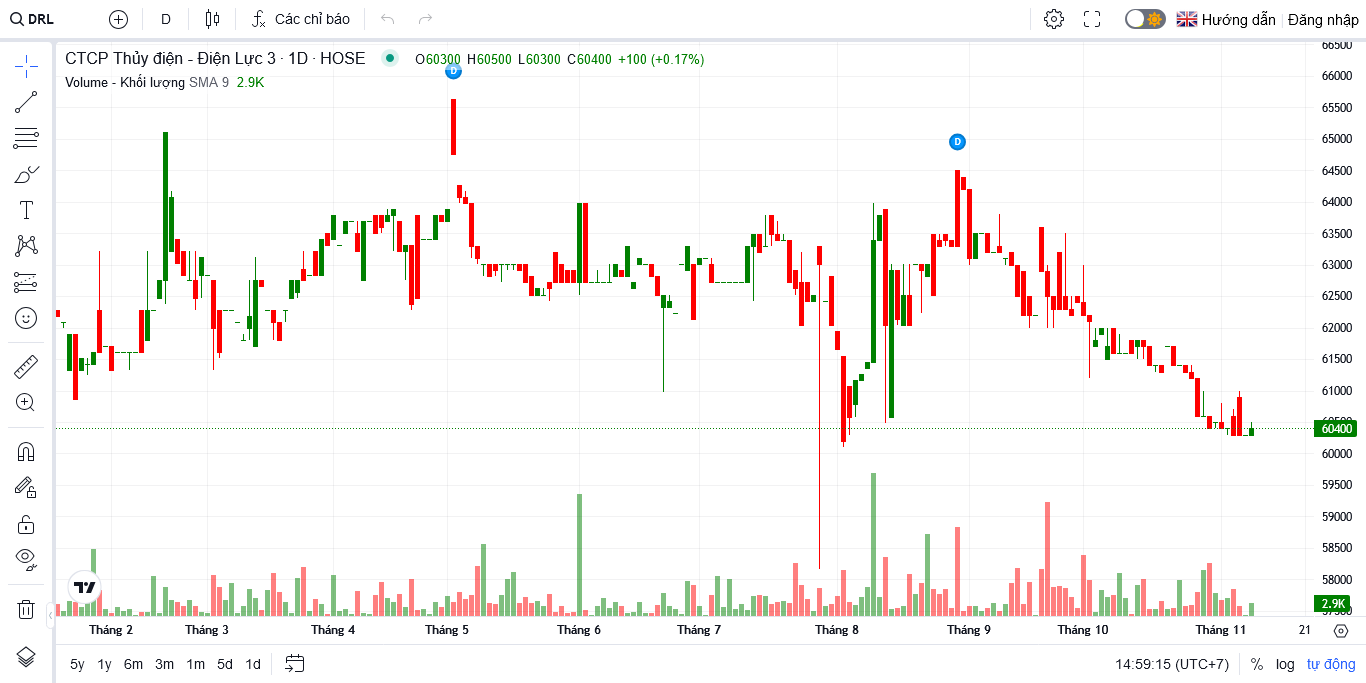 DRL D Các chỉ báo Hướng dẫn Đăng nhập
CTCP Thủy điện - Điện Lực 3 · 1D · HOSE O60300 H60500 L60300 C60400 +100 (+0.17%)
Volume - Khối lượng SMA 9 2.9K
D
D
66500
66000
65500
65000
64500
64000
63500
63000
62500
62000
61500
61000
60400
60000
59500
59000
58500
58000
2.9K
Tháng 2 Tháng 3 Tháng 4 Tháng 5 Tháng 6 Tháng 7 Tháng 8 Tháng 9 Tháng 10 Tháng 11 21
5y 1y 6m 3m 1m 5d 1d 14:59:15 (UTC+7) % log tự động